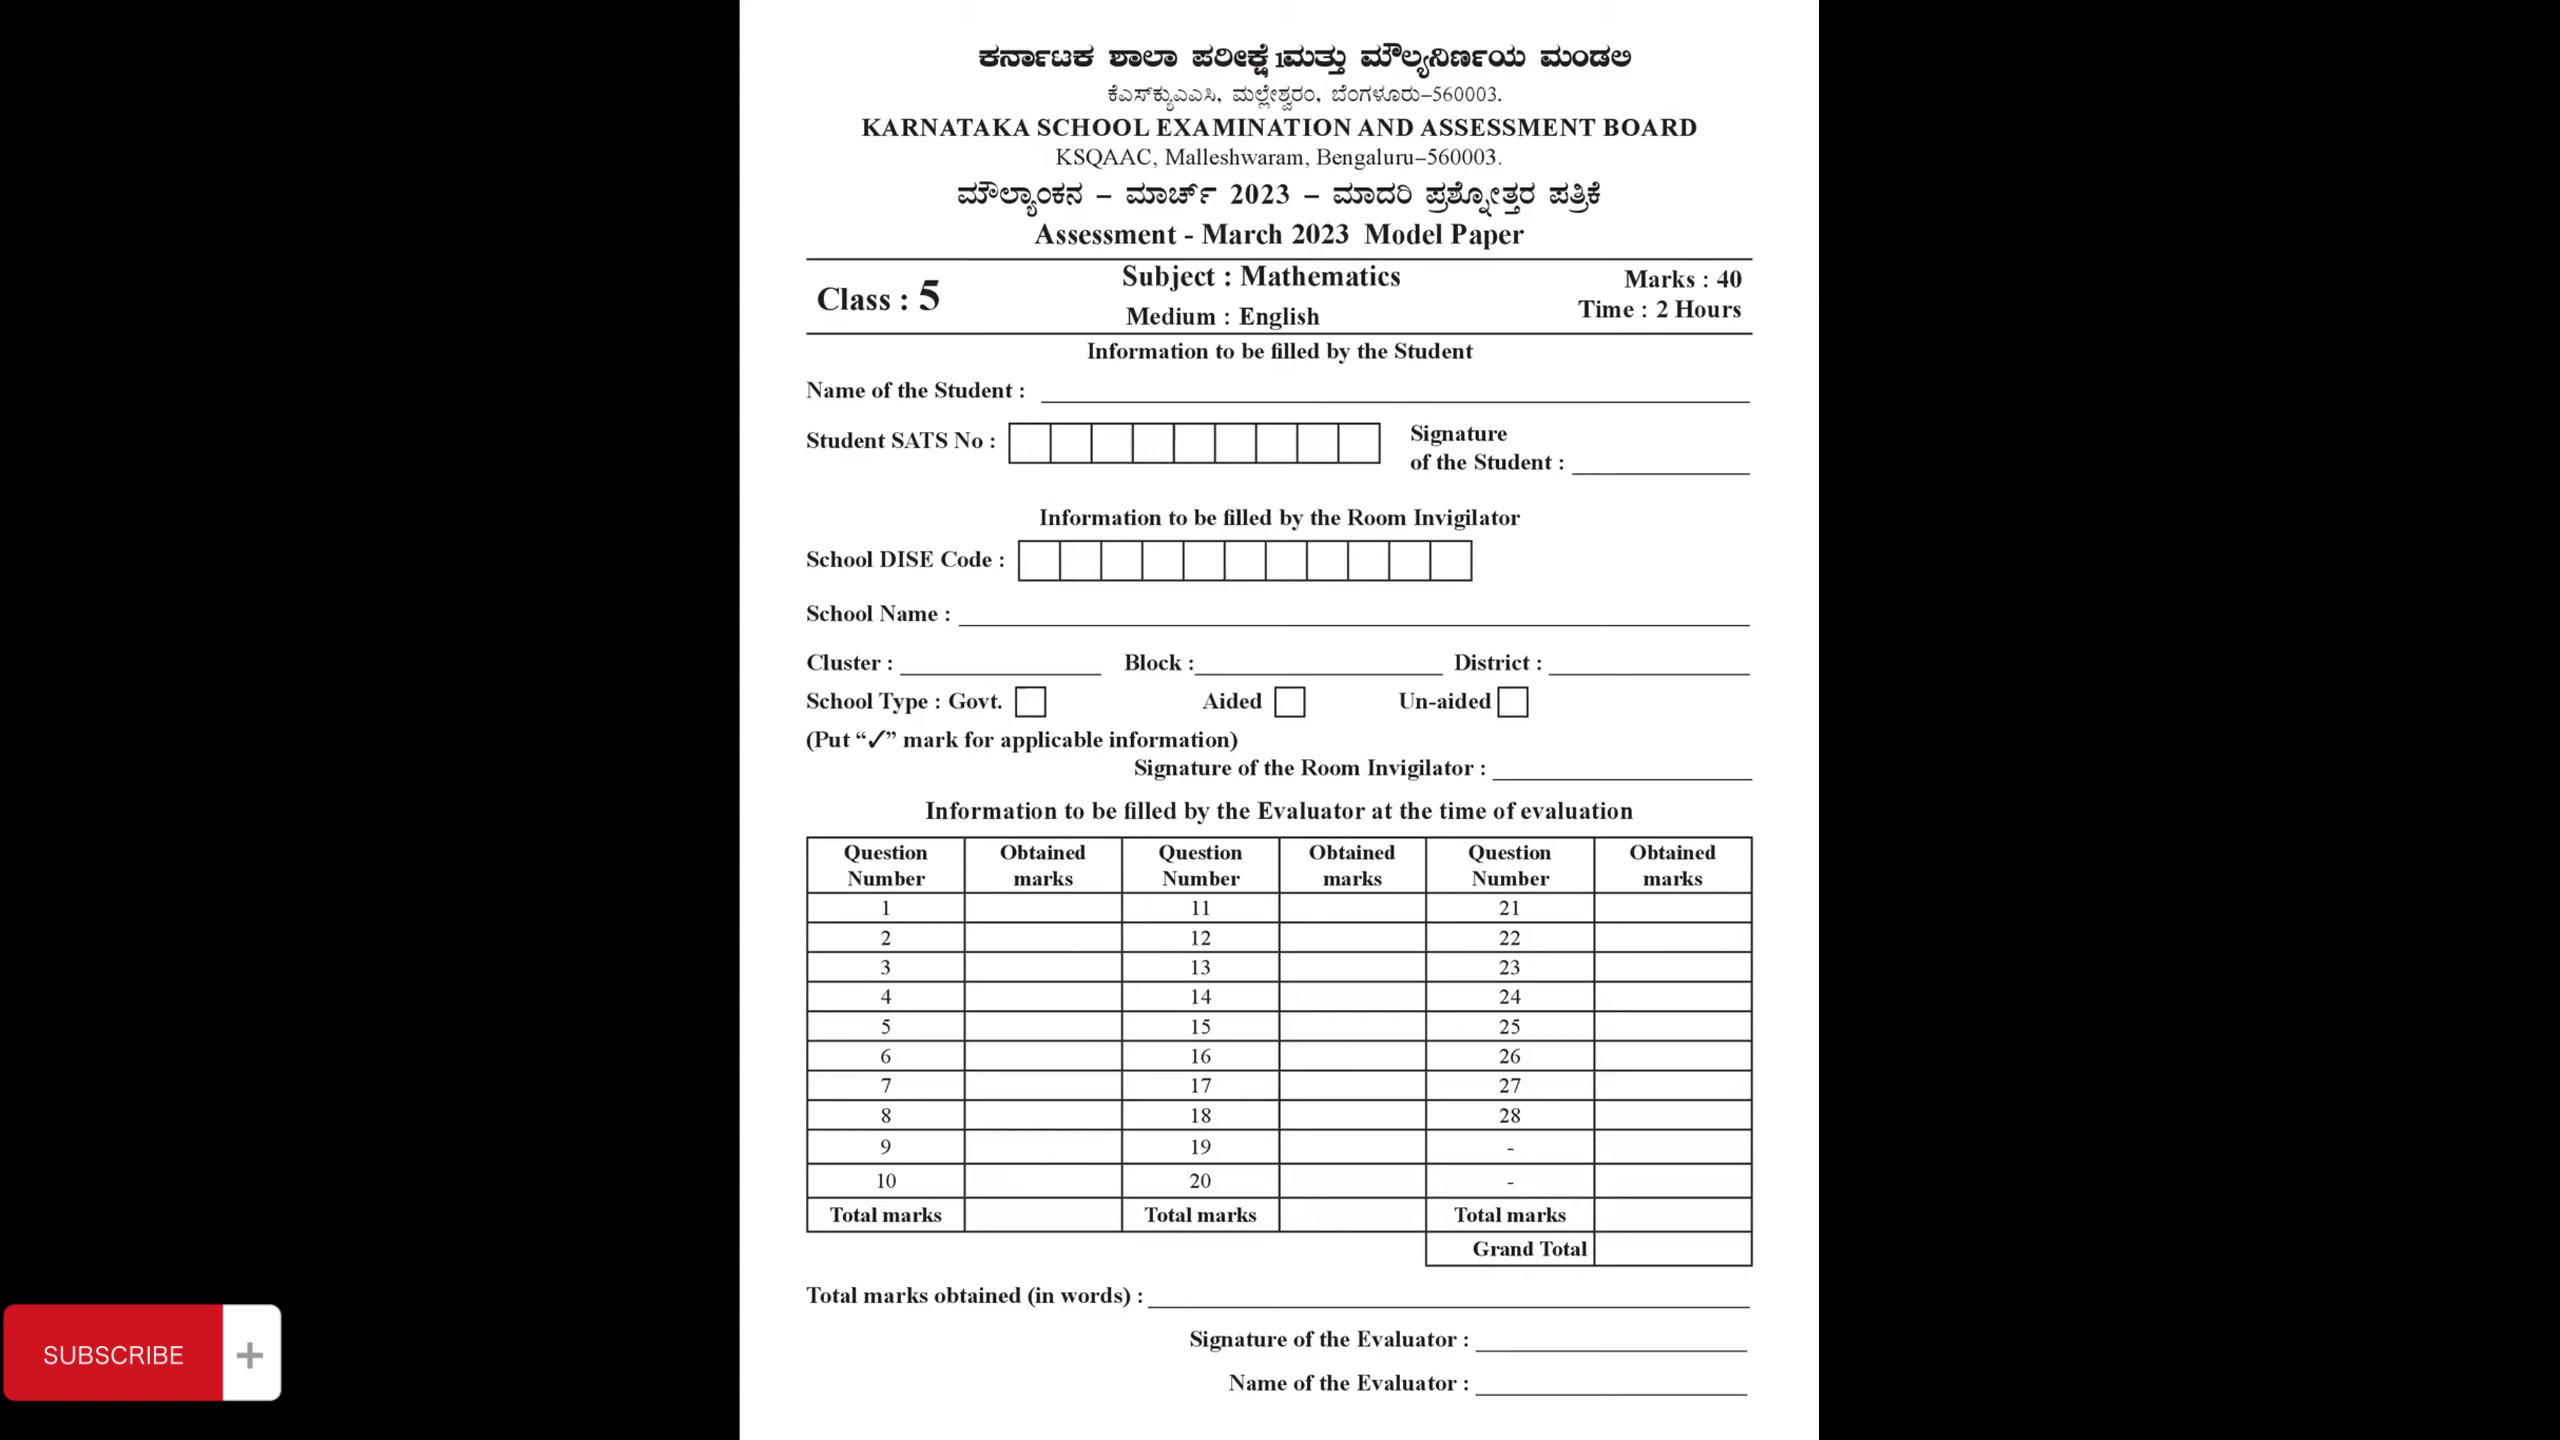 ಕರ್ನಾಟಕ ಶಾಲಾ ಪರೀಕ್ಷೆ 1ಮತ್ತು ಮೌಲ್ಯನಿರ್ಣಯ ಮಂಡಲಿ
ಕೆಎಸ್‌ಕ್ಯುಎಎಸಿ, ಮಲ್ಲೇಶ್ವರಂ, ಬೆಂಗಳೂರು–560003.
KARNATAKA SCHOOL EXAMINATION AND ASSESSMENT BOARD
KSQAAC, Malleshwaram, Bengaluru–560003.
ಮೌಲ್ಯಾಂಕನ – ಮಾರ್ಚ್ 2023 – ಮಾದರಿ ಪ್ರಶ್ನೋತ್ತರ ಪತ್ರಿಕೆ
Assessment - March 2023 Model Paper
Class : 5
Subject : Mathematics
Medium : English
Marks : 40
Time : 2 Hours
Information to be filled by the Student
Name of the Student :
Student SATS No :
Signature
of the Student :
Information to be filled by the Room Invigilator
School DISE Code :
School Name :
Cluster : Block : District :
School Type : Govt. Aided Un-aided
(Put “✓” mark for applicable information)
Signature of the Room Invigilator :
Information to be filled by the Evaluator at the time of evaluation
Question Number Obtained marks Question Number Obtained marks Question Number Obtained marks
1 11 21
2 12 22
3 13 23
4 14 24
5 15 25
6 16 26
7 17 27
8 18 28
9 19 -
10 20 -
Total marks Total marks Total marks
Grand Total
Total marks obtained (in words) :
Signature of the Evaluator :
Name of the Evaluator :
SUBSCRIBE +